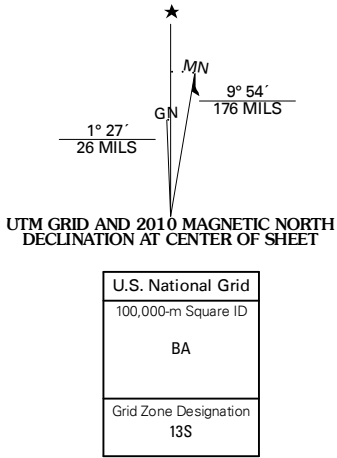 ★
MN
GN
9° 54´
176 MILS
1° 27´
26 MILS
UTM GRID AND 2010 MAGNETIC NORTH
DECLINATION AT CENTER OF SHEET
U.S. National Grid
100,000-m Square ID
BA
Grid Zone Designation
13S